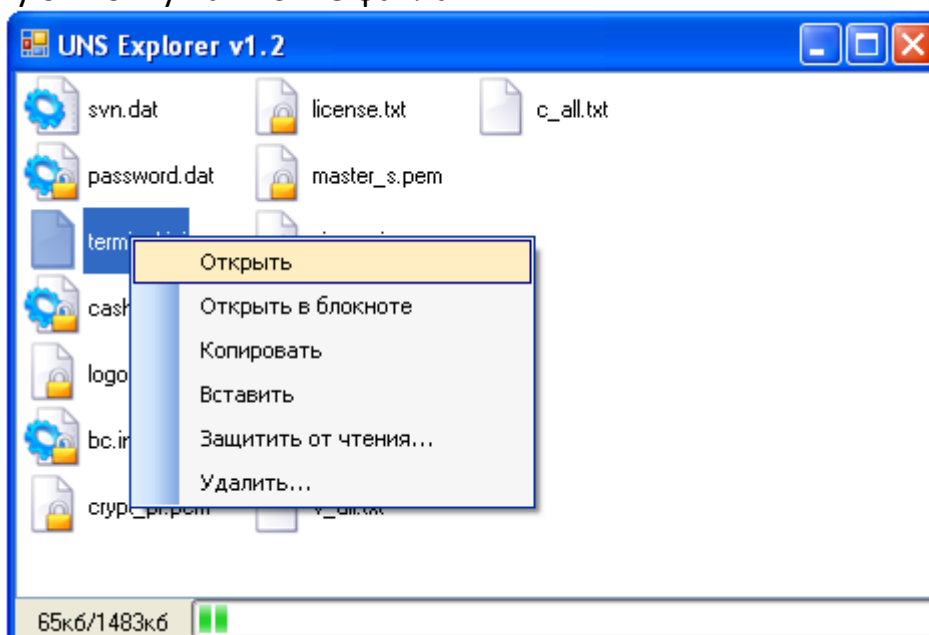 UNS Explorer v1.2
svn.dat
license.txt
c_all.txt
password.dat
master_s.pem
Открыть
Открыть в блокноте
Копировать
logo
Вставить
Защитить от чтения...
Удалить...
65кб/1483кб